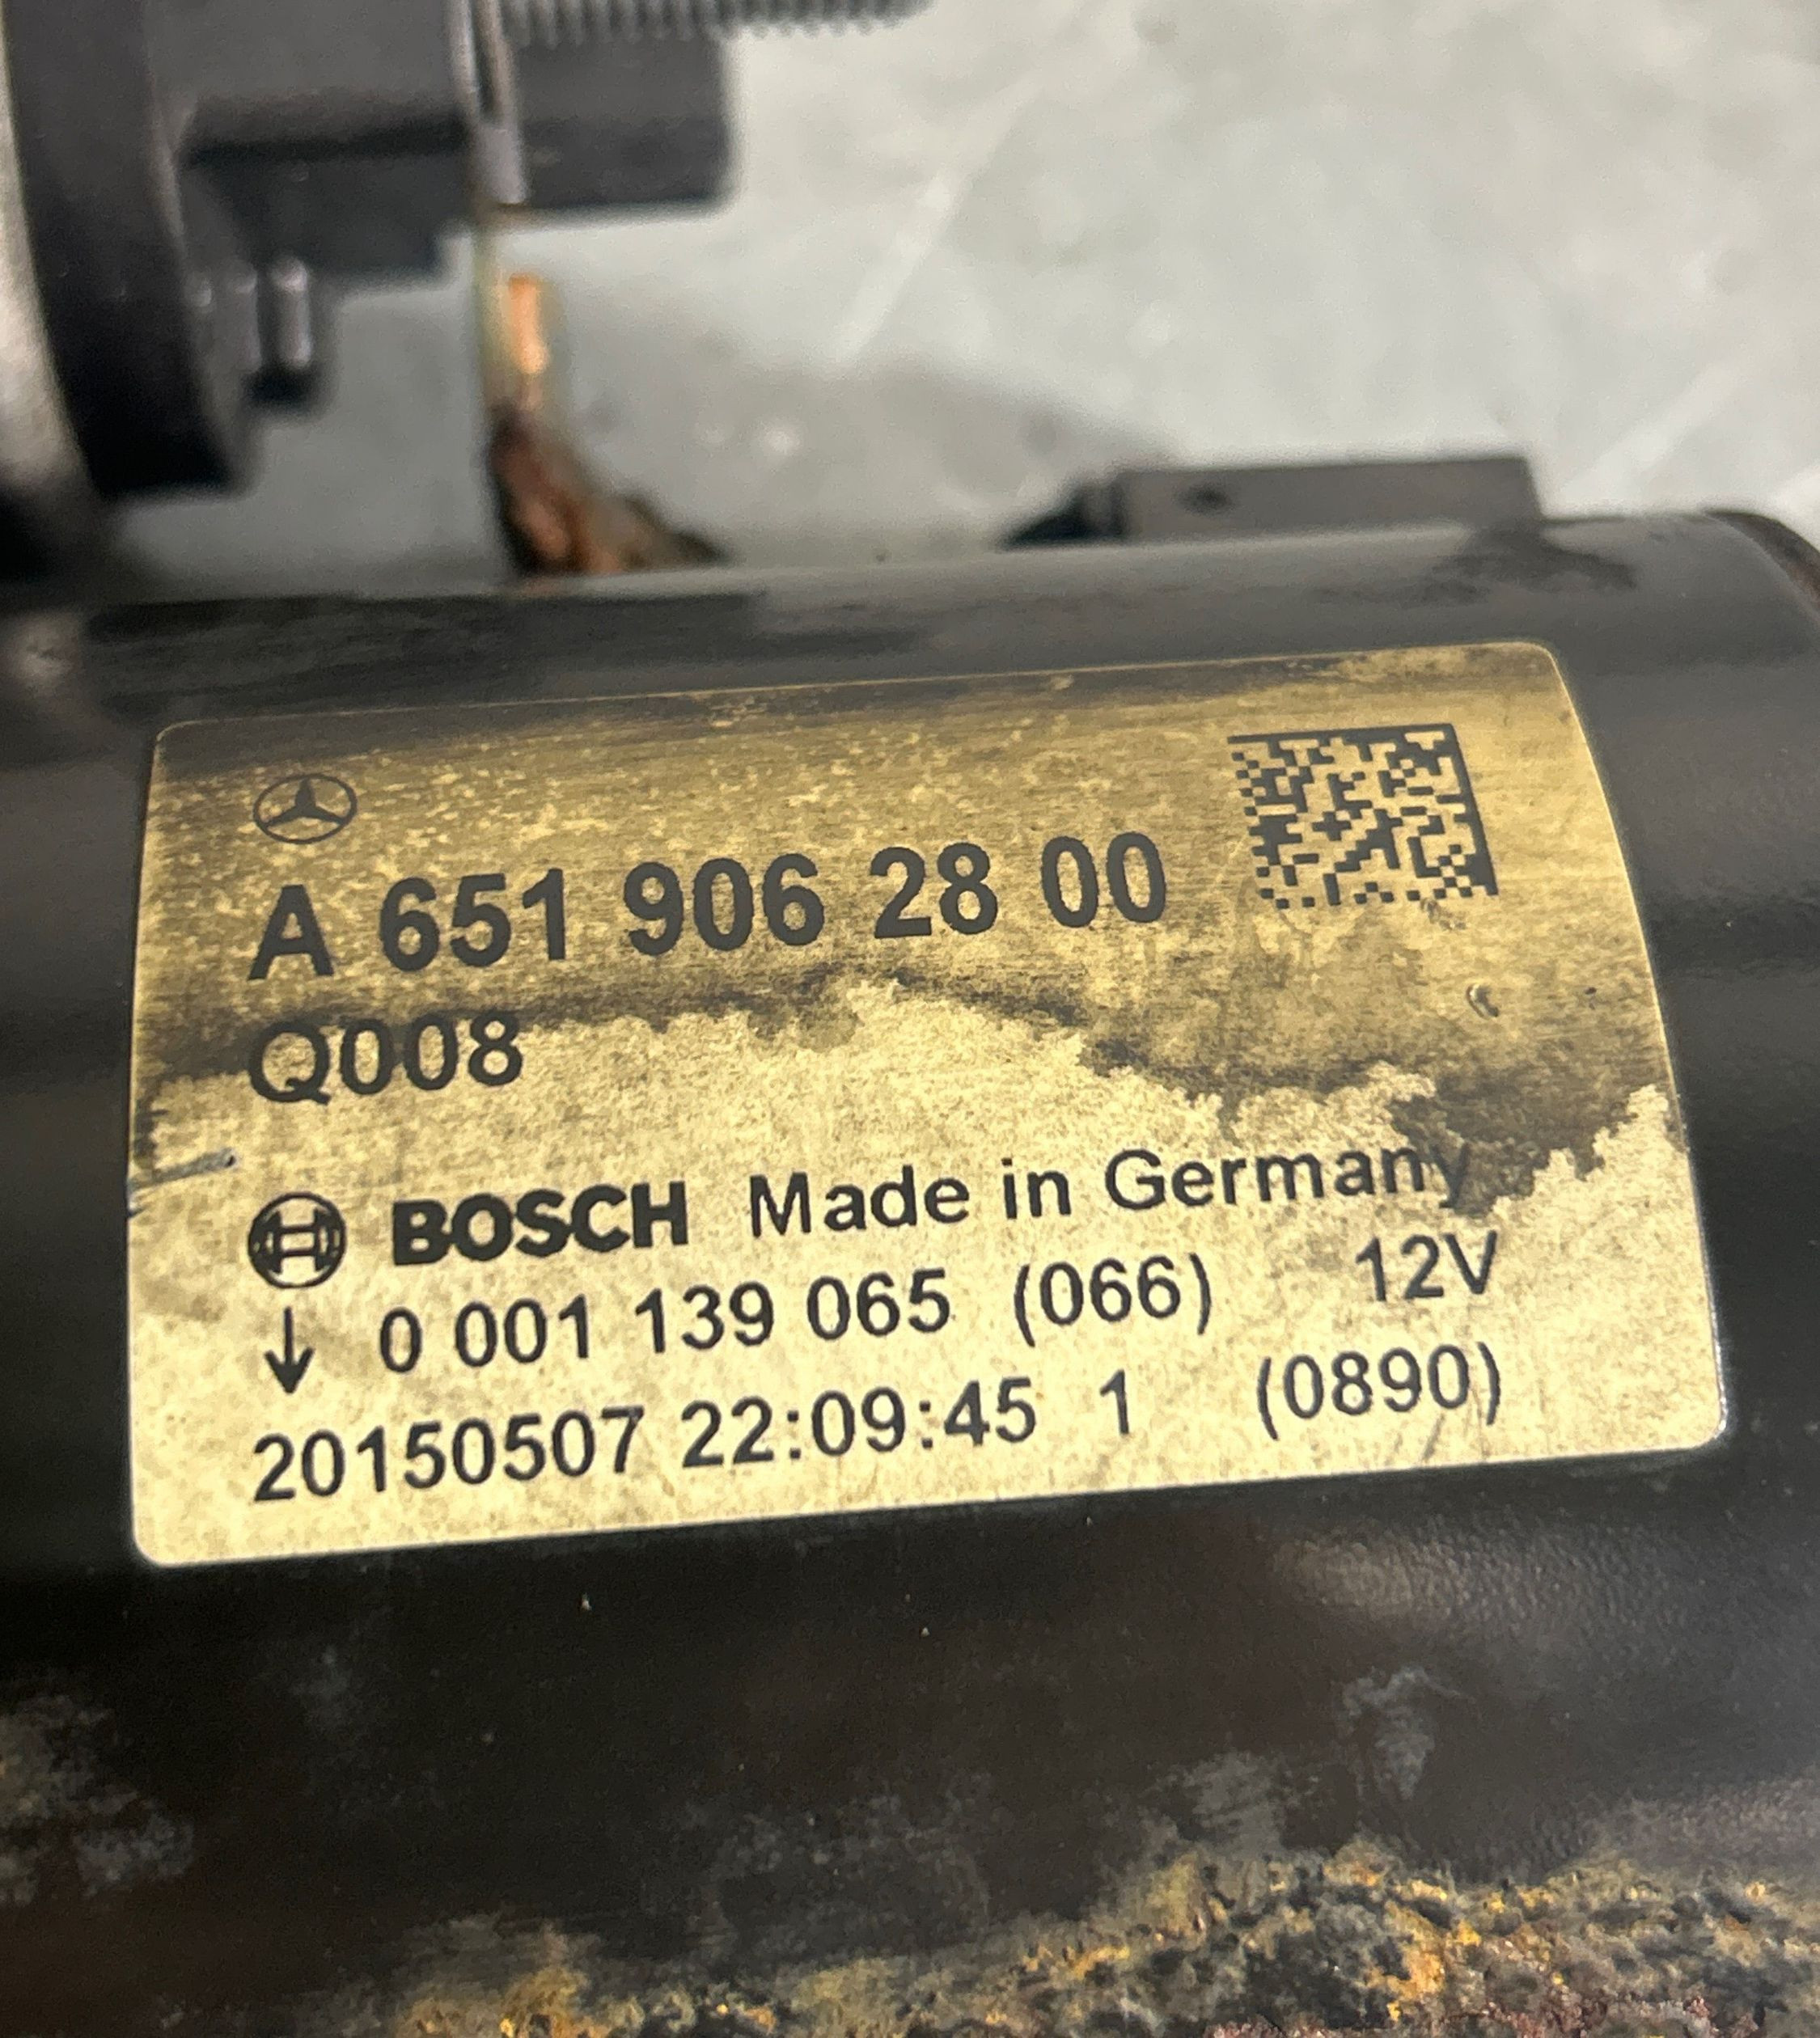 A 651 906 28 00
Q008
BOSCH Made in Germany
↓ 0 001 139 065 (066) 12V
20150507 22:09:45 1 (0890)